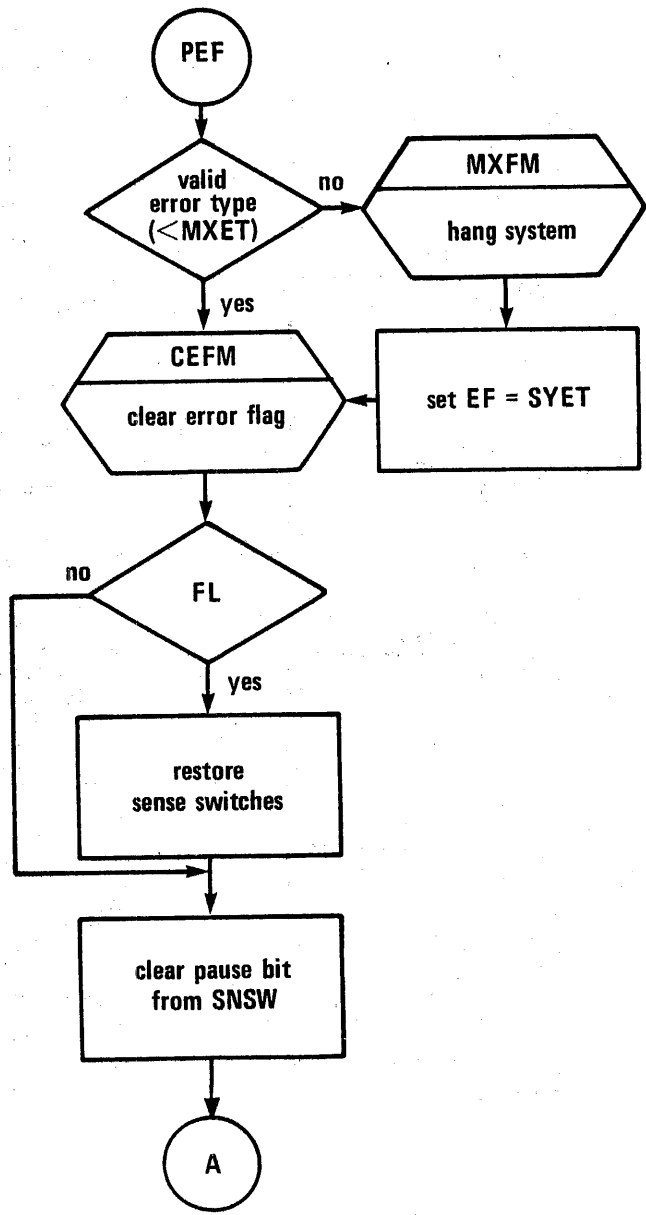 PEF
valid
error type
(<MXET)
no
MXFM
hang system
yes
CEFM
clear error flag
set EF = SYET
no
FL
yes
restore
sense switches
clear pause bit
from SNSW
A